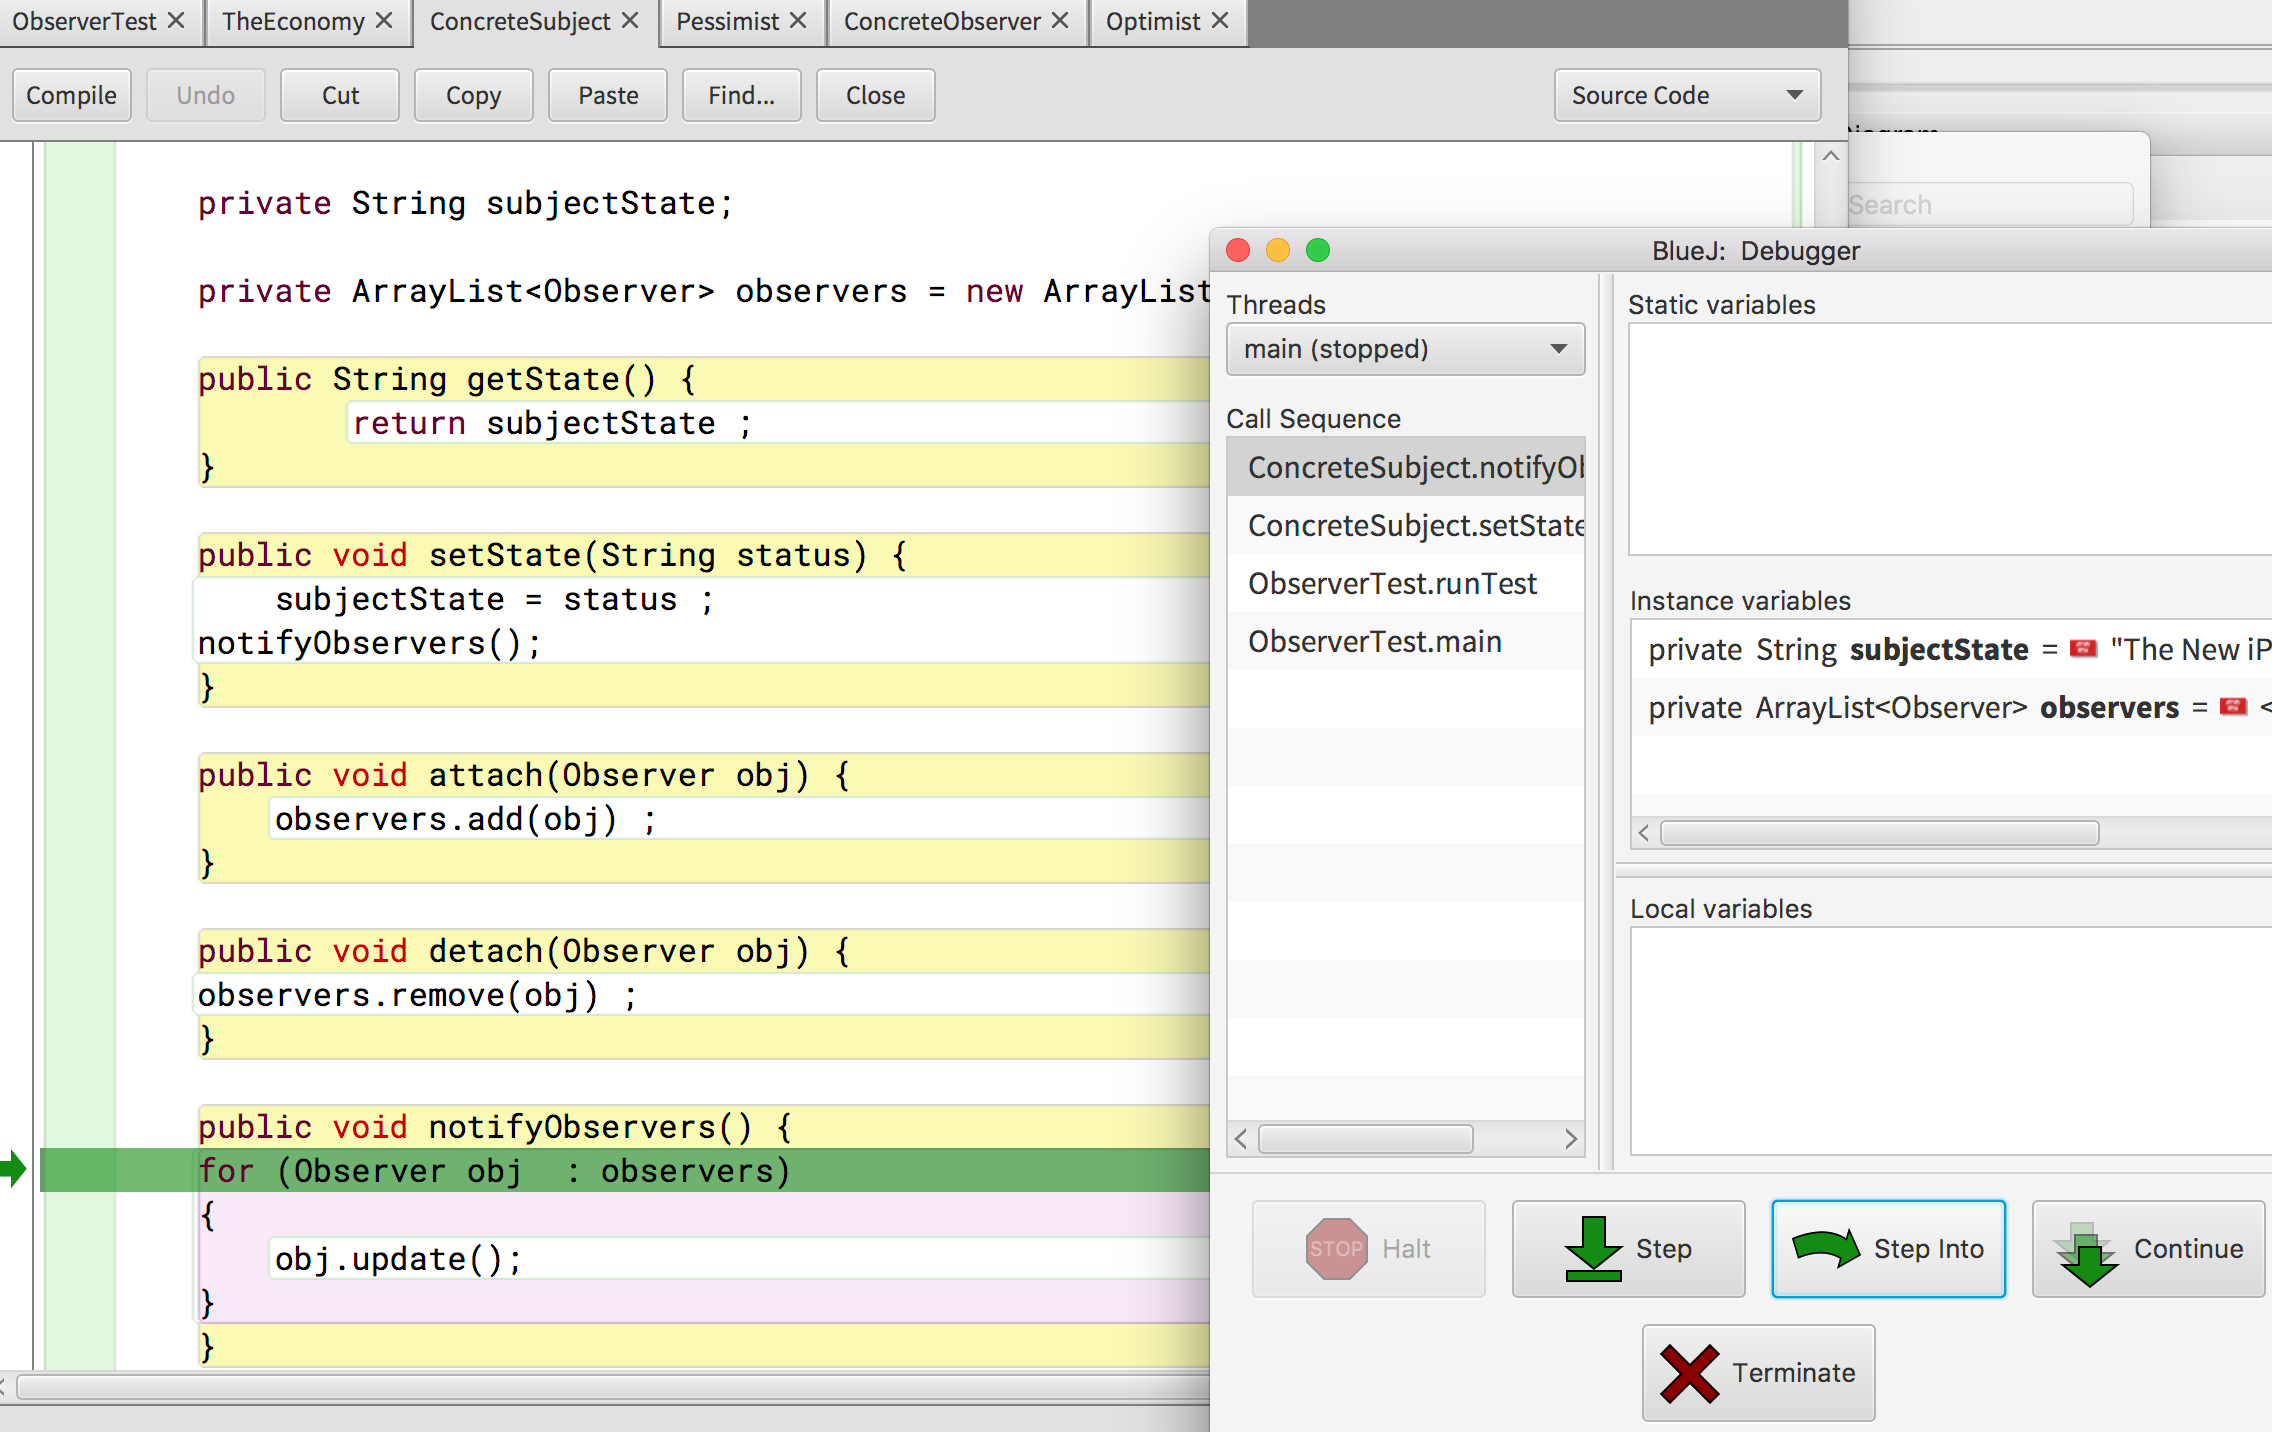 ObserverTest TheEconomy ConcreteSubject Pessimist ConcreteObserver Optimist
Compile Undo Cut Copy Paste Find... Close Source Code
private String subjectState;
private ArrayList<Observer> observers = new ArrayList
public String getState() {
return subjectState ;
}
public void setState(String status) {
subjectState = status ;
notifyObservers();
}
public void attach(Observer obj) {
observers.add(obj) ;
}
public void detach(Observer obj) {
observers.remove(obj) ;
}
public void notifyObservers() {
for (Observer obj  : observers)
{
obj.update();
}
}
Search
BlueJ: Debugger
Threads
main (stopped)
Call Sequence
ConcreteSubject.notifyOb
ConcreteSubject.setState
ObserverTest.runTest
ObserverTest.main
Static variables
Instance variables
private String subjectState = "The New iP
private ArrayList<Observer> observers = <
Local variables
STOP Halt
Step
Step Into
Continue
Terminate